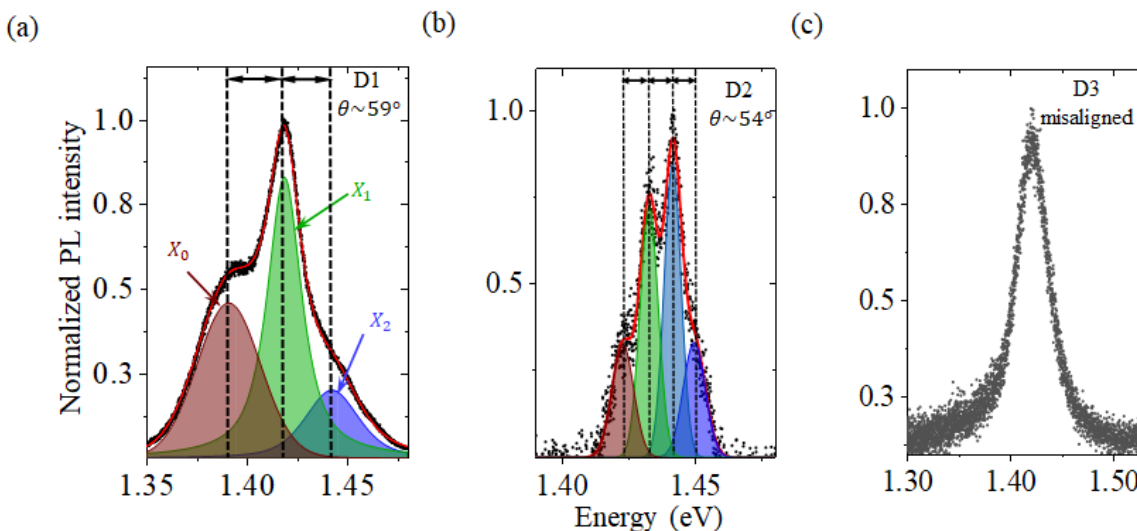 (a)
(b)
(c)
Normalized PL intensity
1.0
0.8
0.5
0.3
1.35
1.40
1.45
D1
θ~59°
X₀
X₁
X₂
1.0
0.5
1.40
1.45
D2
θ~54°
Energy (eV)
1.0
0.8
0.5
0.3
1.30
1.40
1.50
D3
misaligned